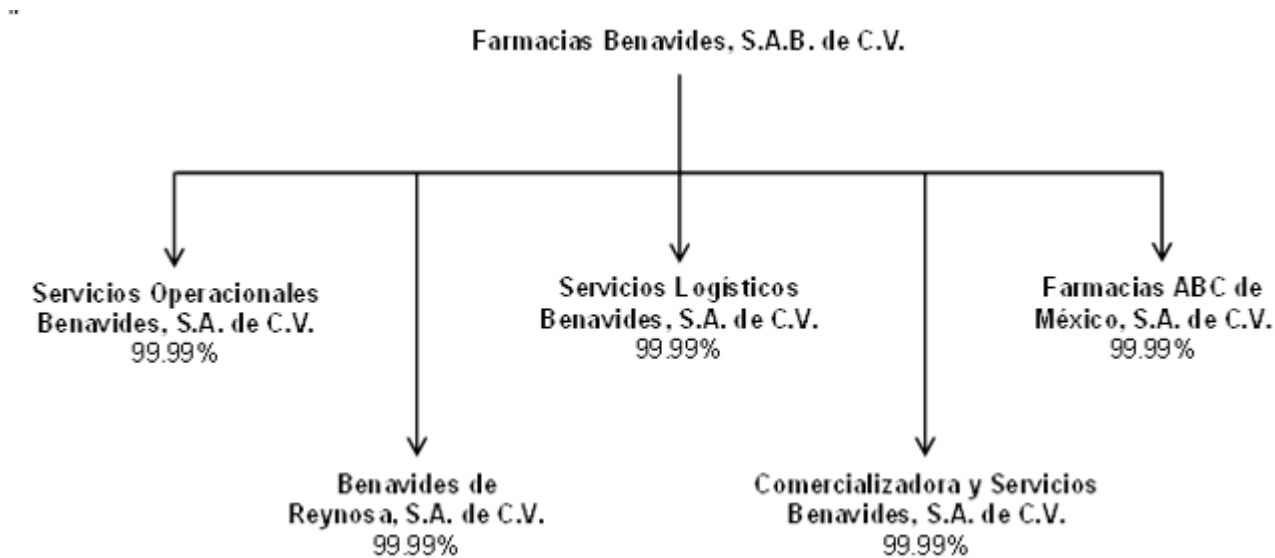 Farmacias Benavides, S.A.B. de C.V.
Servicios Operacionales
Benavides, S.A. de C.V.
99.99%
Servicios Logísticos
Benavides, S.A. de C.V.
99.99%
Farmacias ABC de
México, S.A. de C.V.
99.99%
Benavides de
Reynosa, S.A. de C.V.
99.99%
Comercializadora y Servicios
Benavides, S.A. de C.V.
99.99%